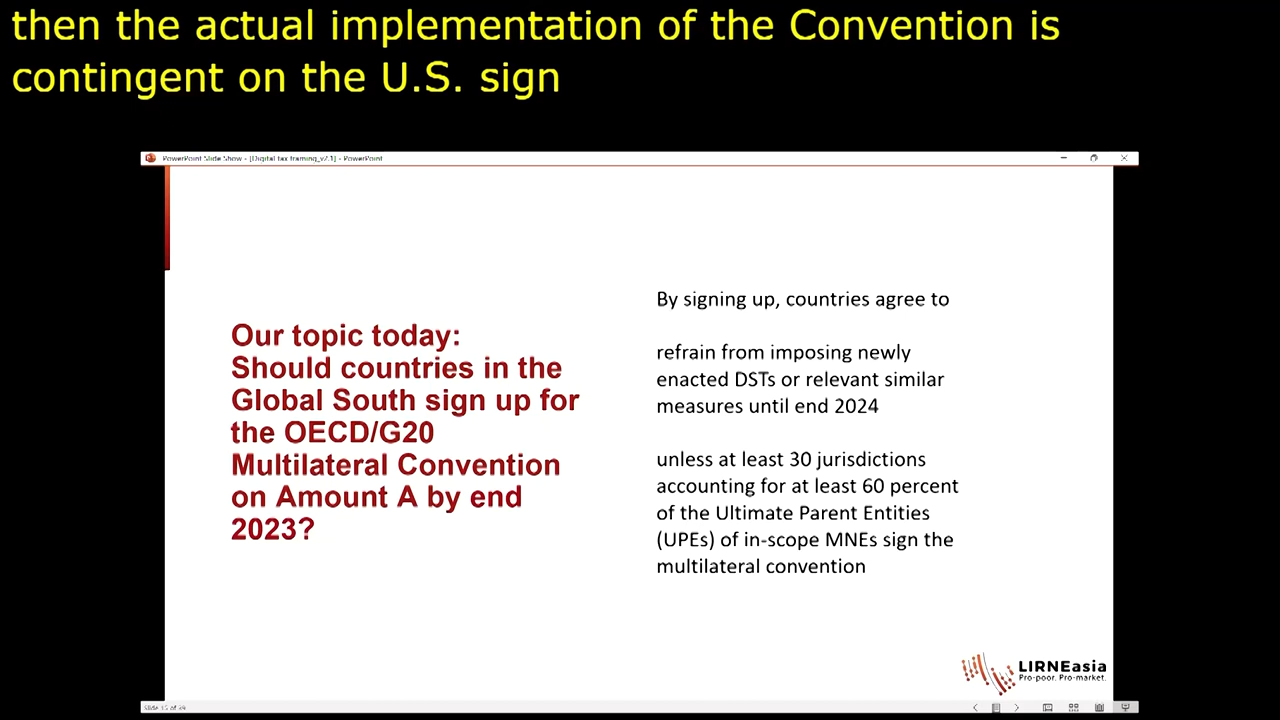 then the actual implementation of the Convention is
contingent on the U.S. sign
PowerPoint Slide Show - [Digital tax framing_v2.1] - PowerPoint
Our topic today:
Should countries in the
Global South sign up for
the OECD/G20
Multilateral Convention
on Amount A by end
2023?
By signing up, countries agree to
refrain from imposing newly
enacted DSTs or relevant similar
measures until end 2024
unless at least 30 jurisdictions
accounting for at least 60 percent
of the Ultimate Parent Entities
(UPEs) of in-scope MNEs sign the
multilateral convention
LIRNEasia
Pro-poor. Pro-market.